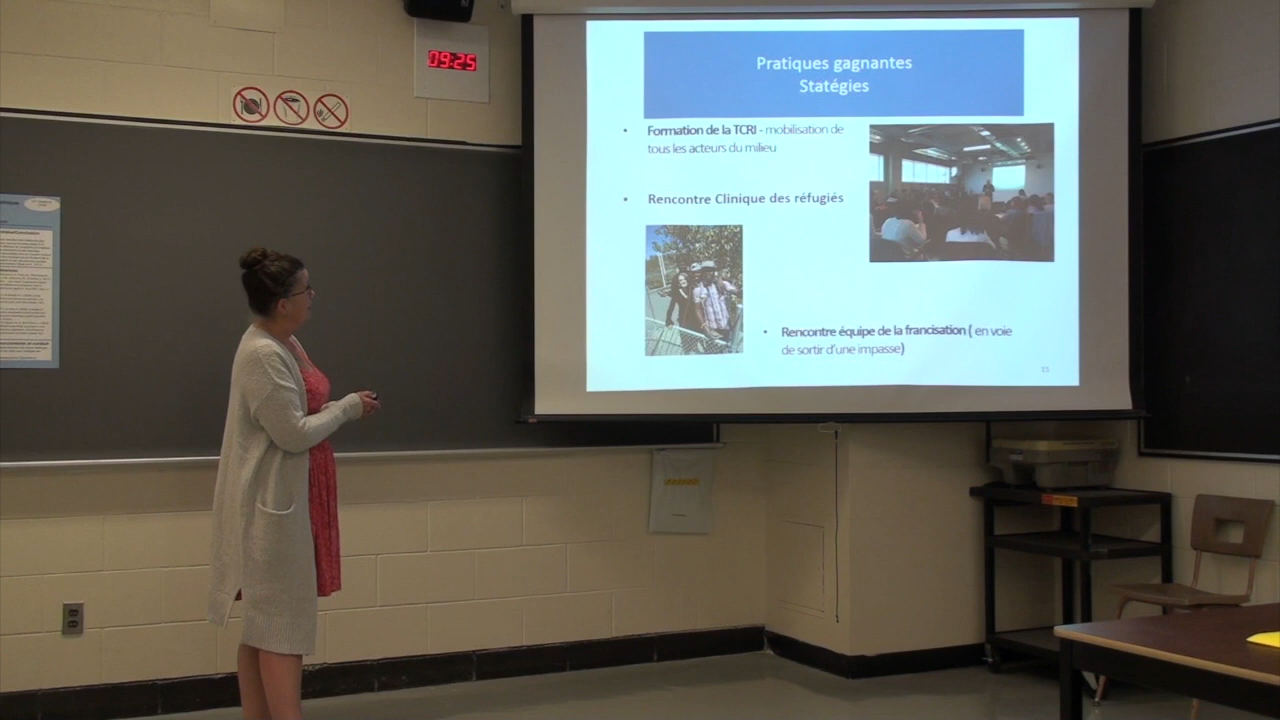 09:25
Pratiques gagnantes
Statégies
• Formation de la TCRI - mobilisation de
tous les acteurs du milieu
• Rencontre Clinique des réfugiés
• Rencontre équipe de la francisation ( en voie
de sortir d'une impasse)
15